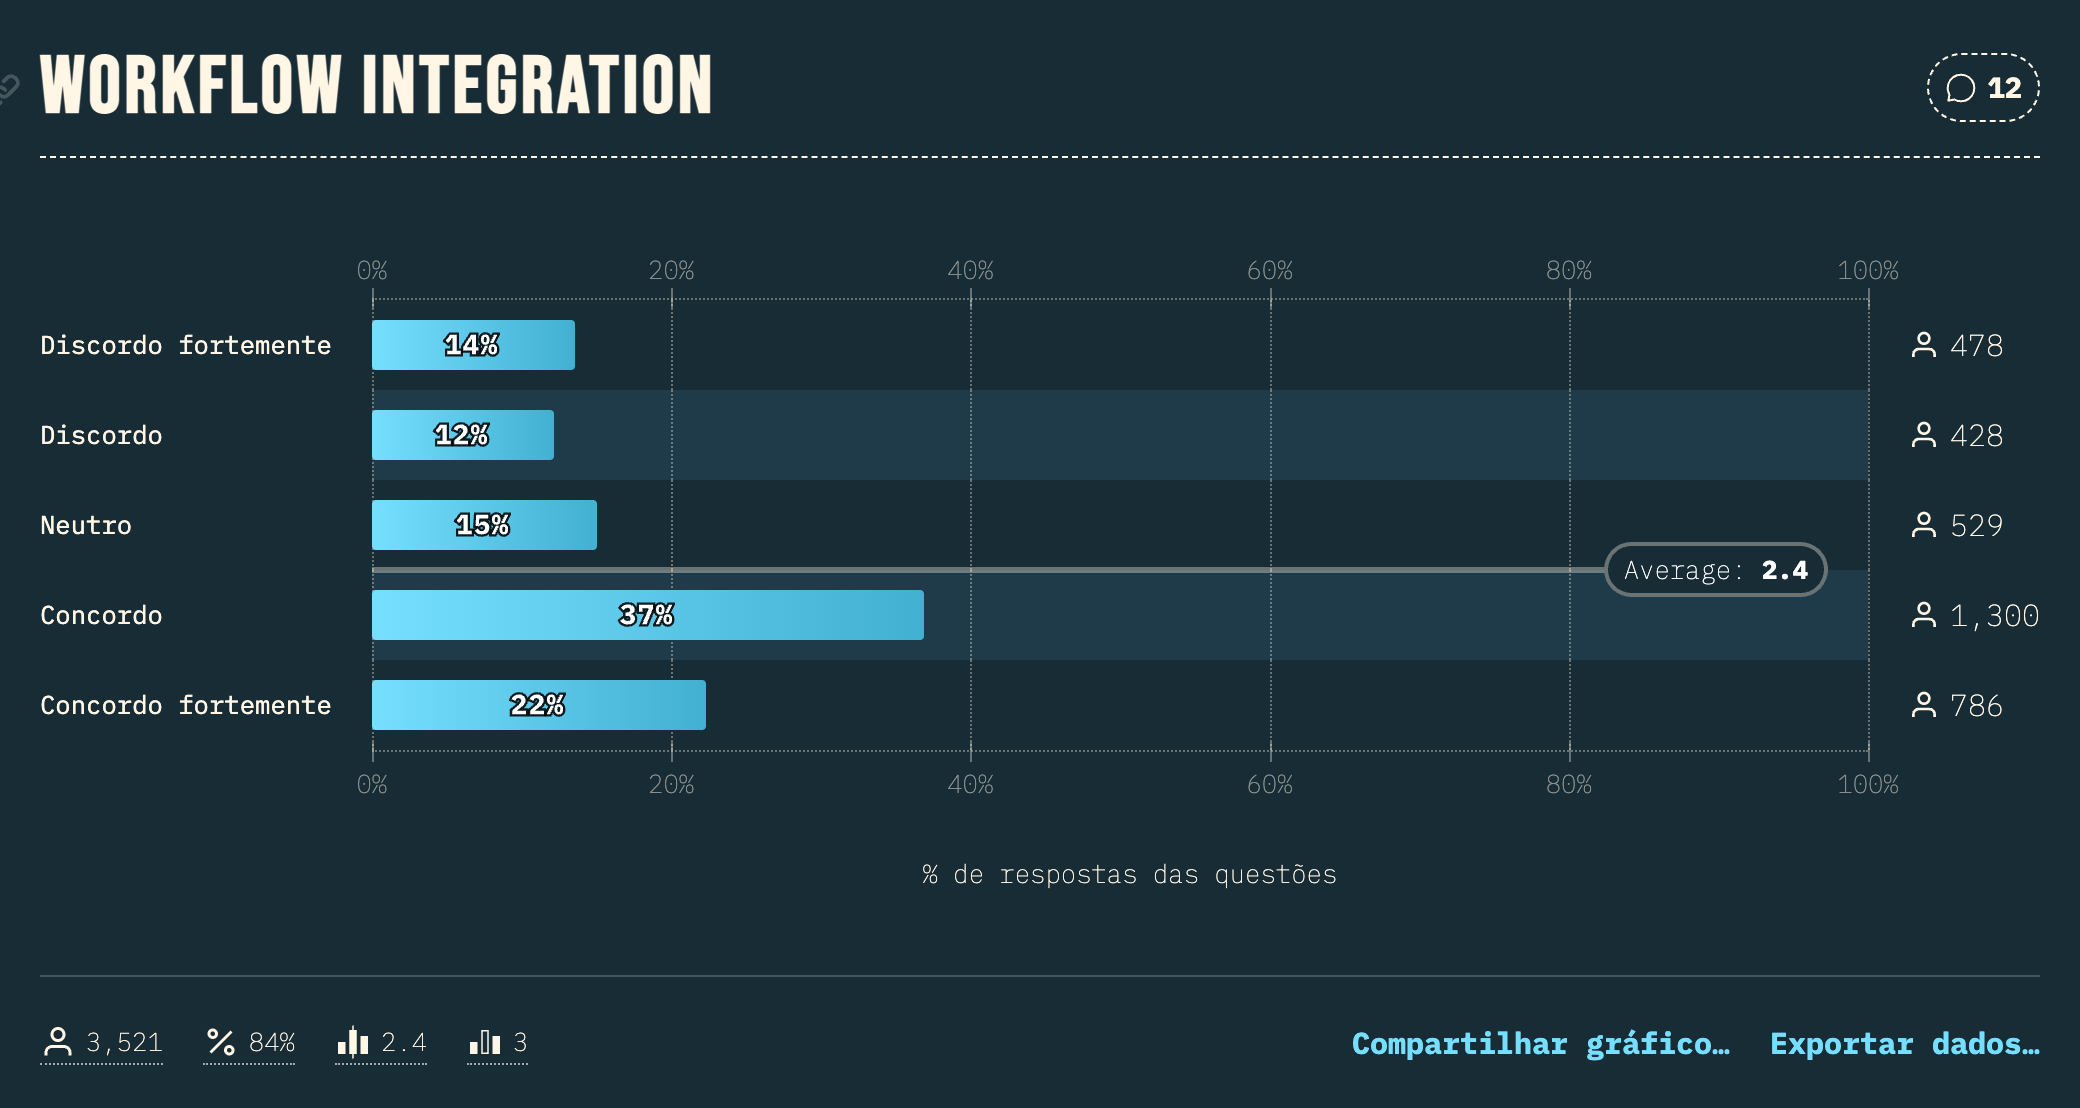 WORKFLOW INTEGRATION
12
0% 20% 40% 60% 80% 100%
Discordo fortemente 14% 478
Discordo 12% 428
Neutro 15% 529
Average: 2.4
Concordo 37% 1,300
Concordo fortemente 22% 786
0% 20% 40% 60% 80% 100%
% de respostas das questões
3,521 84% 2.4 3 Compartilhar gráfico… Exportar dados…